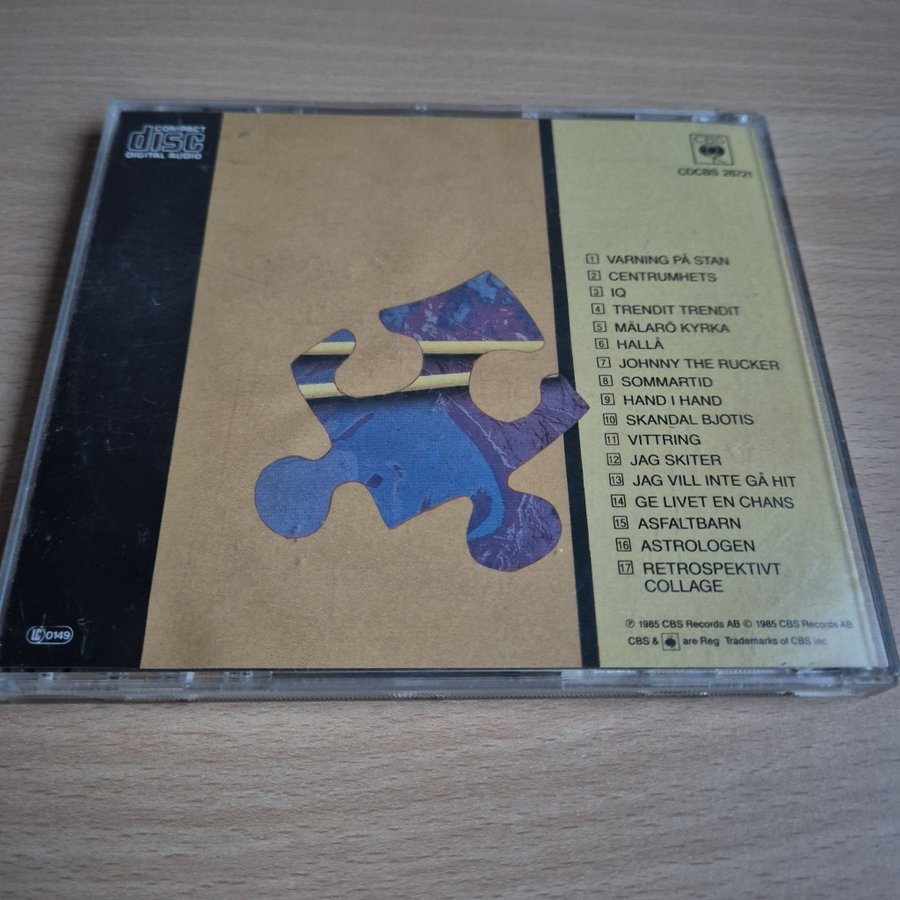 COMPACT
disc
DIGITAL AUDIO
CBS
CDCBS 26721
1 VARNING PÅ STAN
2 CENTRUMHETS
3 IQ
4 TRENDIT TRENDIT
5 MÄLARÖ KYRKA
6 HALLÅ
7 JOHNNY THE RUCKER
8 SOMMARTID
9 HAND I HAND
10 SKANDAL BJOTIS
11 VITTRING
12 JAG SKITER
13 JAG VILL INTE GÅ HIT
14 GE LIVET EN CHANS
15 ASFALTBARN
16 ASTROLOGEN
17 RETROSPEKTIVT
COLLAGE
℗ 1985 CBS Records AB © 1985 CBS Records AB
CBS & are Reg. Trademarks of CBS Inc.
LC 0149